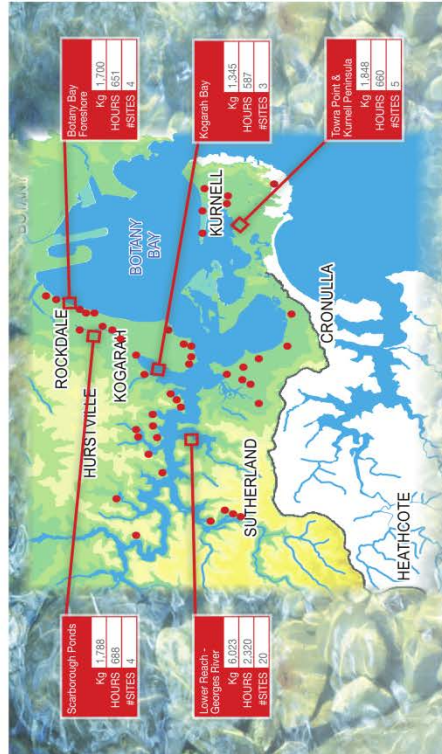 Scarborough Ponds
Kg 1,788
HOURS 688
#SITES 4
Botany Bay
Foreshore
Kg 1,700
HOURS 651
#SITES 4
Lower Reach -
Georges River
Kg 6,023
HOURS 2,320
#SITES 20
Kogarah Bay
Kg 1,345
HOURS 587
#SITES 3
Towra Point &
Kurnell Peninsula
Kg 1,848
HOURS 660
#SITES 5
ROCKDALE
HURSTVILLE
KOGARAH
BOTANY
BAY
KURNELL
SUTHERLAND
CRONULLA
HEATHCOTE